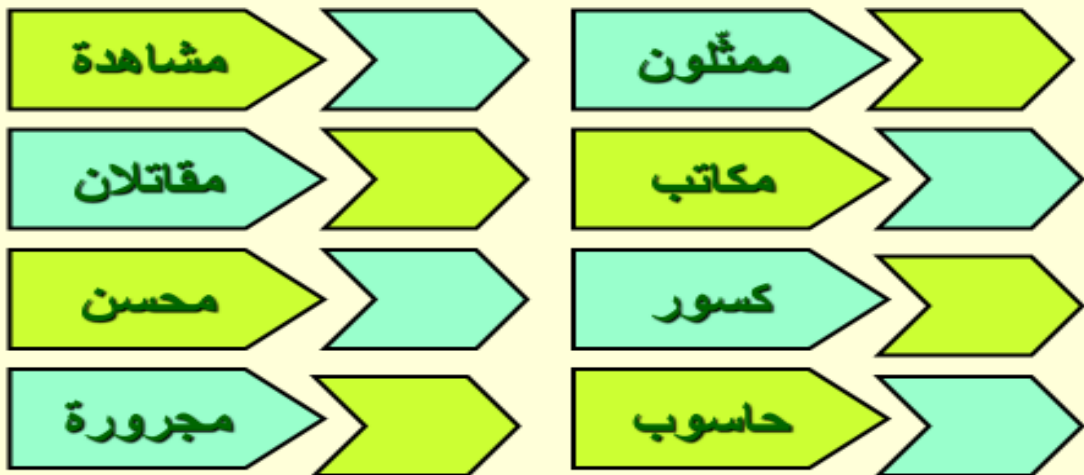 ممثّلون
مشاهدة
مكاتب
مقاتلان
كسور
محسن
حاسوب
مجرورة